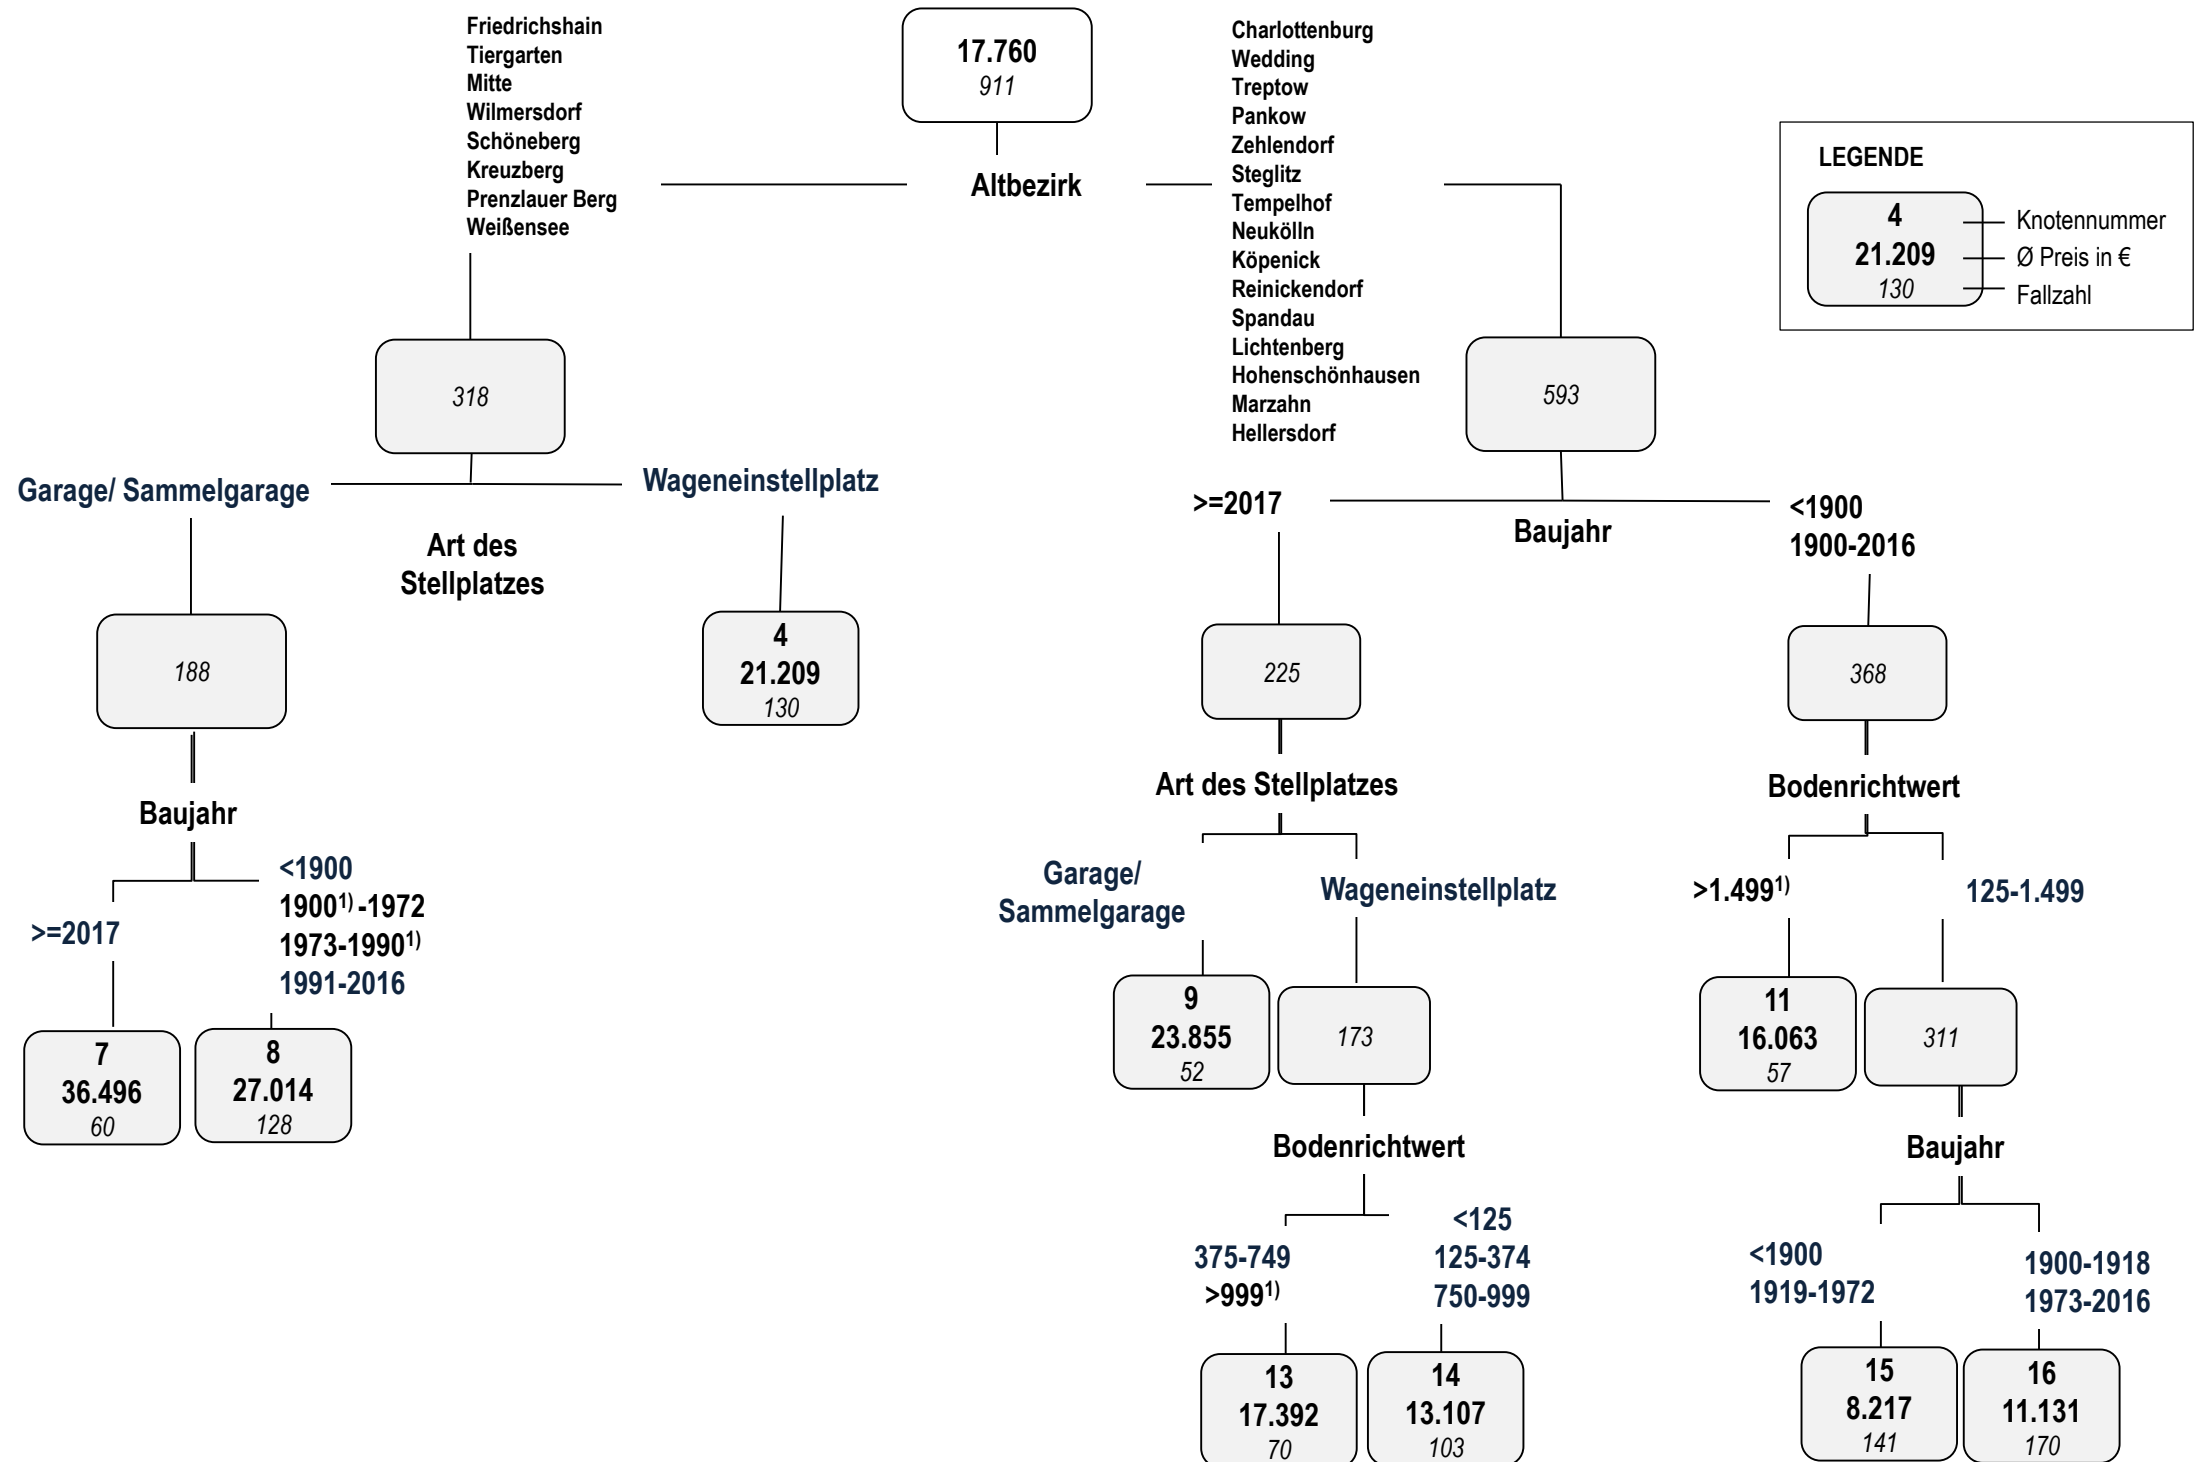 Friedrichshain
Tiergarten
Mitte
Wilmersdorf
Schöneberg
Kreuzberg
Prenzlauer Berg
Weißensee
17.760
911
Altbezirk
Charlottenburg
Wedding
Treptow
Pankow
Zehlendorf
Steglitz
Tempelhof
Neukölln
Köpenick
Reinickendorf
Spandau
Lichtenberg
Hohenschönhausen
Marzahn
Hellersdorf
LEGENDE
4
21.209
130
Knotennummer
Ø Preis in €
Fallzahl
318
593
Garage/ Sammelgarage
Wageneinstellplatz
Art des
Stellplatzes
>=2017
Baujahr
<1900
1900-2016
188
4
21.209
130
225
368
Baujahr
>=2017
<1900
1900¹⁾ -1972
1973-1990¹⁾
1991-2016
7
36.496
60
8
27.014
128
Art des Stellplatzes
Garage/
Sammelgarage
Wageneinstellplatz
9
23.855
52
173
Bodenrichtwert
375-749
>999¹⁾
<125
125-374
750-999
13
17.392
70
14
13.107
103
Bodenrichtwert
>1.499¹⁾
125-1.499
11
16.063
57
311
Baujahr
<1900
1919-1972
1900-1918
1973-2016
15
8.217
141
16
11.131
170